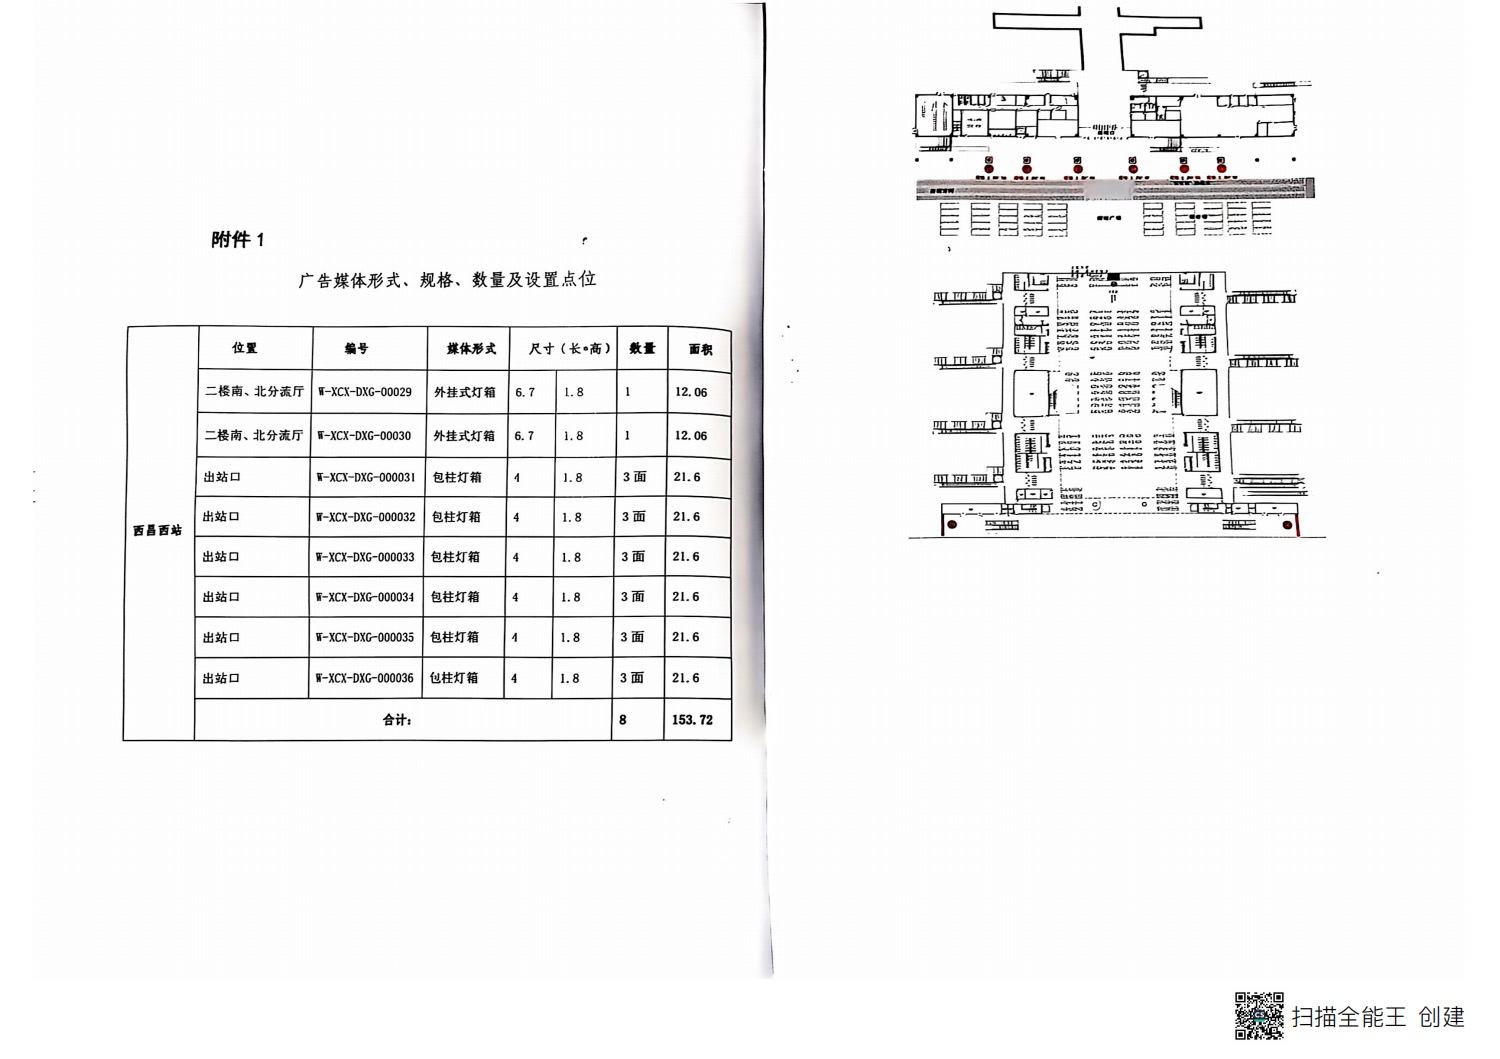 附件 1
广告媒体形式、规格、数量及设置点位
位置 编号 媒体形式 尺寸（长*高） 数量 面积
西昌西站
二楼南、北分流厅 W-XCX-DXG-00029 外挂式灯箱 6.7 1.8 1 12.06
二楼南、北分流厅 W-XCX-DXG-00030 外挂式灯箱 6.7 1.8 1 12.06
出站口 W-XCX-DXG-000031 包柱灯箱 4 1.8 3 面 21.6
出站口 W-XCX-DXG-000032 包柱灯箱 4 1.8 3 面 21.6
出站口 W-XCX-DXG-000033 包柱灯箱 4 1.8 3 面 21.6
出站口 W-XCX-DXG-000034 包柱灯箱 4 1.8 3 面 21.6
出站口 W-XCX-DXG-000035 包柱灯箱 4 1.8 3 面 21.6
出站口 W-XCX-DXG-000036 包柱灯箱 4 1.8 3 面 21.6
合计： 8 153.72
扫描全能王 创建